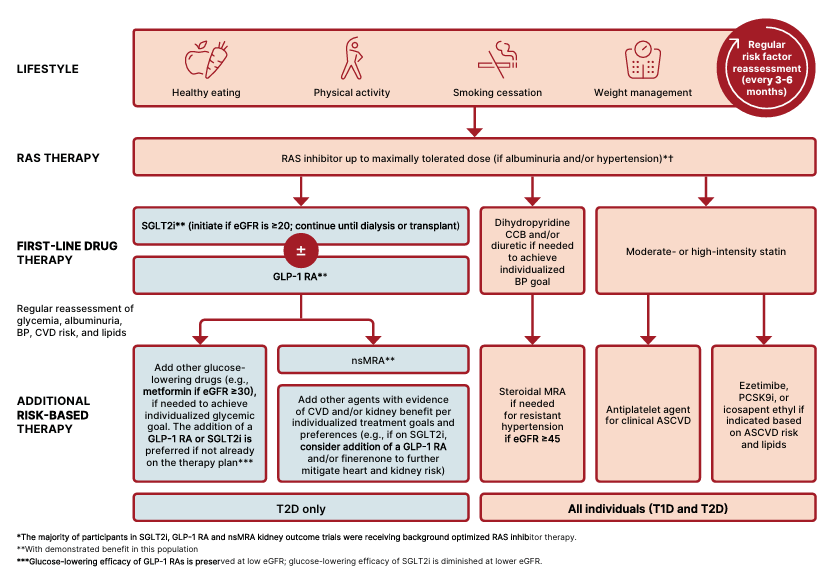 LIFESTYLE
Healthy eating
Physical activity
Smoking cessation
Weight management
Regular
risk factor
reassessment
(every 3-6
months)
RAS THERAPY
RAS inhibitor up to maximally tolerated dose (if albuminuria and/or hypertension)*†
FIRST-LINE DRUG
THERAPY
SGLT2i** (initiate if eGFR is ≥20; continue until dialysis or transplant)
±
GLP-1 RA**
Dihydropyridine
CCB and/or
diuretic if needed
to achieve
individualized
BP goal
Moderate- or high-intensity statin
Regular reassessment of
glycemia, albuminuria,
BP, CVD risk, and lipids
ADDITIONAL
RISK-BASED
THERAPY
Add other glucose-
lowering drugs (e.g.,
metformin if eGFR ≥30),
if needed to achieve
individualized glycemic
goal. The addition of a
GLP-1 RA or SGLT2i is
preferred if not already
on the therapy plan***
nsMRA**
Add other agents with evidence
of CVD and/or kidney benefit per
individualized treatment goals and
preferences (e.g., if on SGLT2i,
consider addition of a GLP-1 RA
and/or finerenone to further
mitigate heart and kidney risk)
Steroidal MRA
if needed
for resistant
hypertension
if eGFR ≥45
Antiplatelet agent
for clinical ASCVD
Ezetimibe,
PCSK9i, or
icosapent ethyl if
indicated based
on ASCVD risk
and lipids
T2D only
All individuals (T1D and T2D)
*The majority of participants in SGLT2i, GLP-1 RA and nsMRA kidney outcome trials were receiving background optimized RAS inhibitor therapy.
**With demonstrated benefit in this population
***Glucose-lowering efficacy of GLP-1 RAs is preserved at low eGFR; glucose-lowering efficacy of SGLT2i is diminished at lower eGFR.